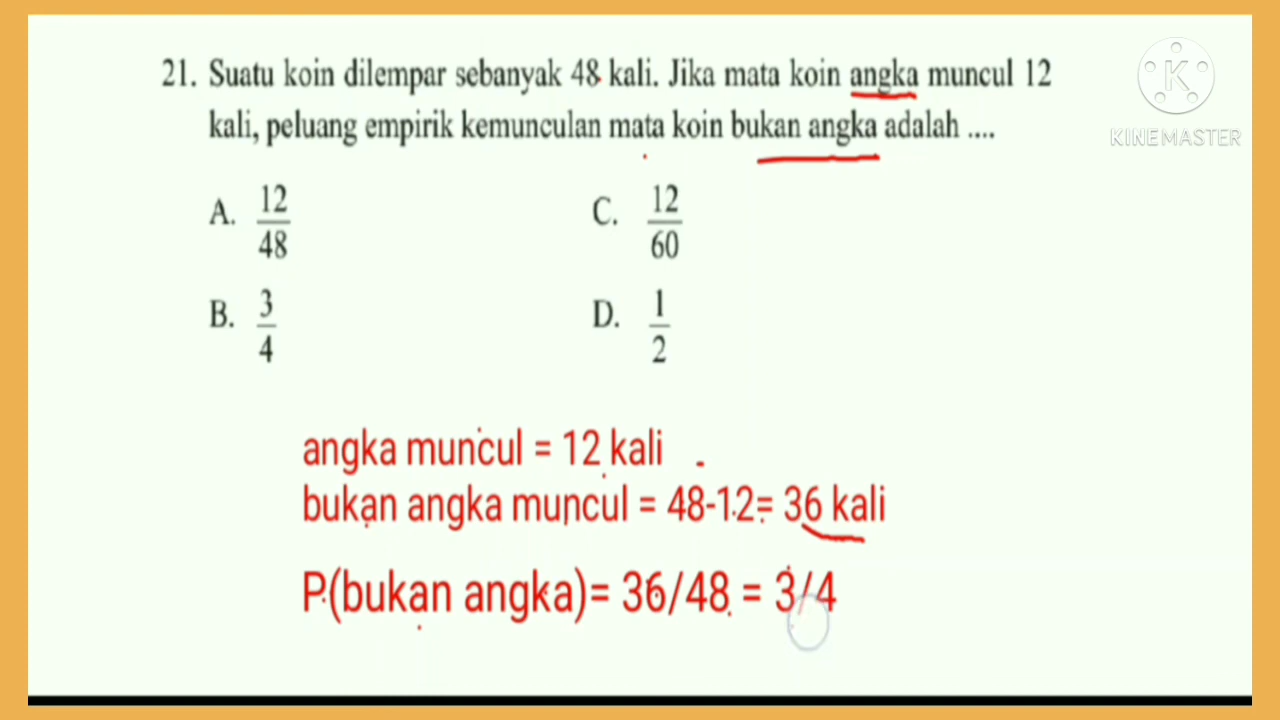 21. Suatu koin dilempar sebanyak 48 kali. Jika mata koin angka muncul 12
kali, peluang empirik kemunculan mata koin bukan angka adalah ....
A. 12/48
C. 12/60
B. 3/4
D. 1/2
angka muncul = 12 kali
bukan angka muncul = 48-12= 36 kali
P(bukan angka)= 36/48 = 3/4
K
KINEMASTER